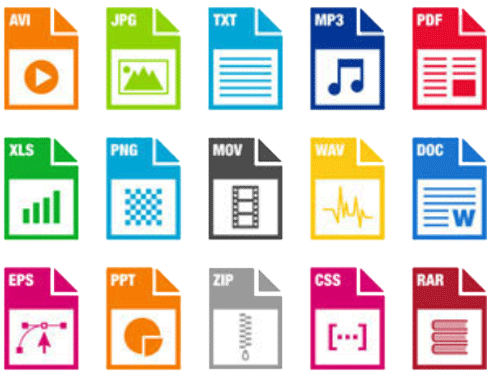 AVI
JPG
TXT
MP3
PDF
XLS
PNG
MOV
WAV
DOC
W
EPS
PPT
ZIP
CSS
[...]
RAR